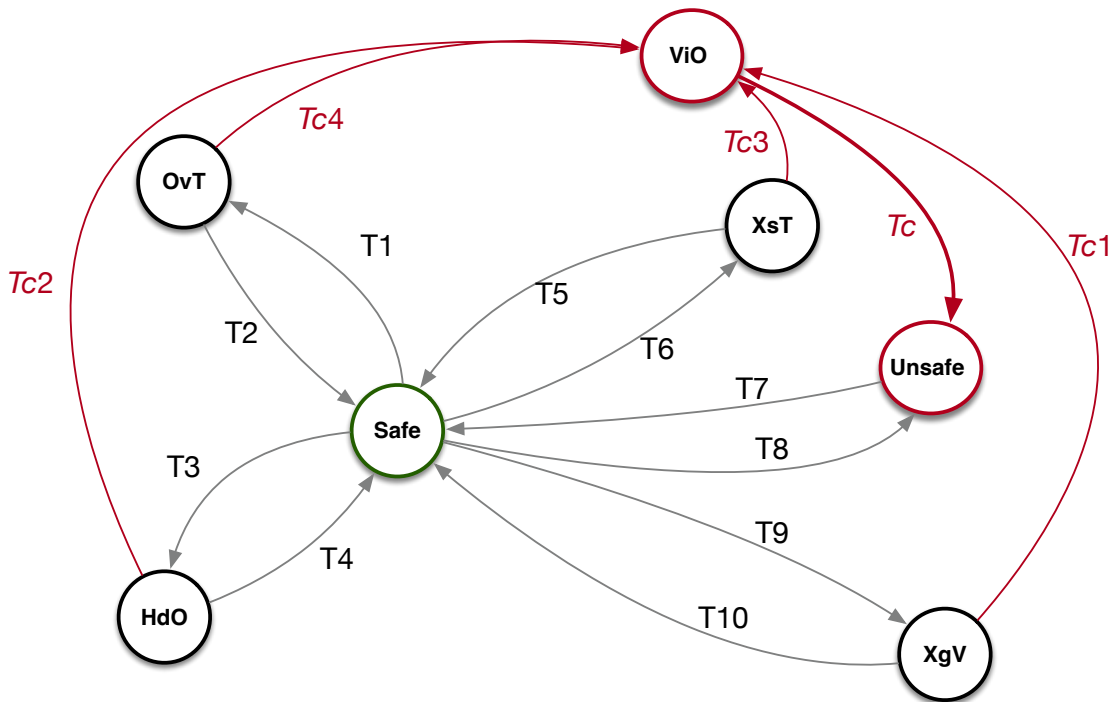 ViO
Tc4
Tc3
OvT
XsT
T1
Tc
Tc1
Tc2
T5
T2
T6
Unsafe
T7
Safe
T8
T3
T9
T4
HdO
T10
XgV